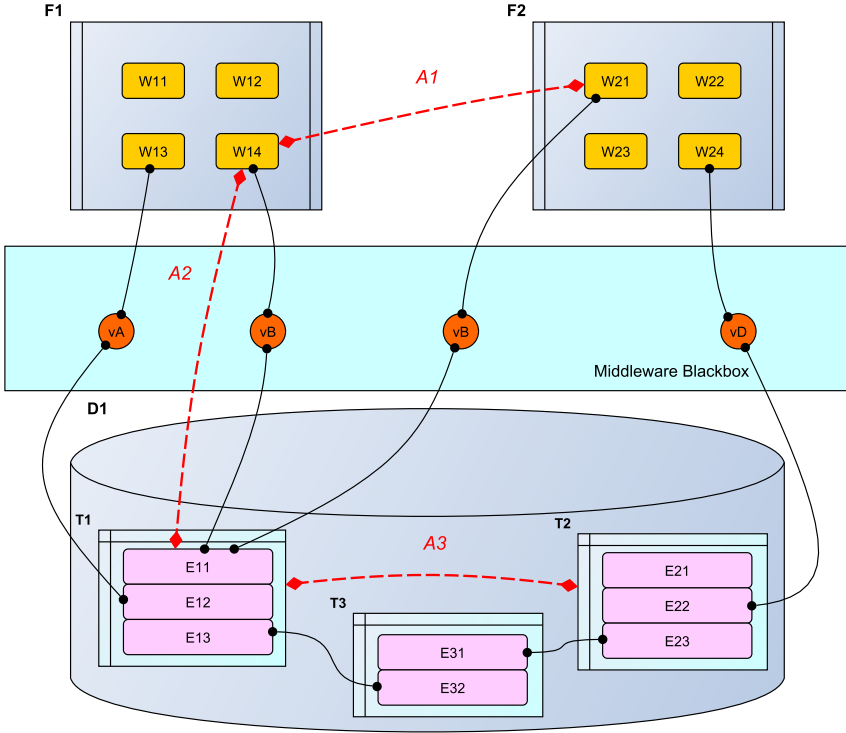 F1
F2
W11
W12
W13
W14
A1
W21
W22
W23
W24
A2
vA
vB
vB
vD
Middleware Blackbox
D1
T1
E11
E12
E13
A3
T2
E21
E22
E23
T3
E31
E32